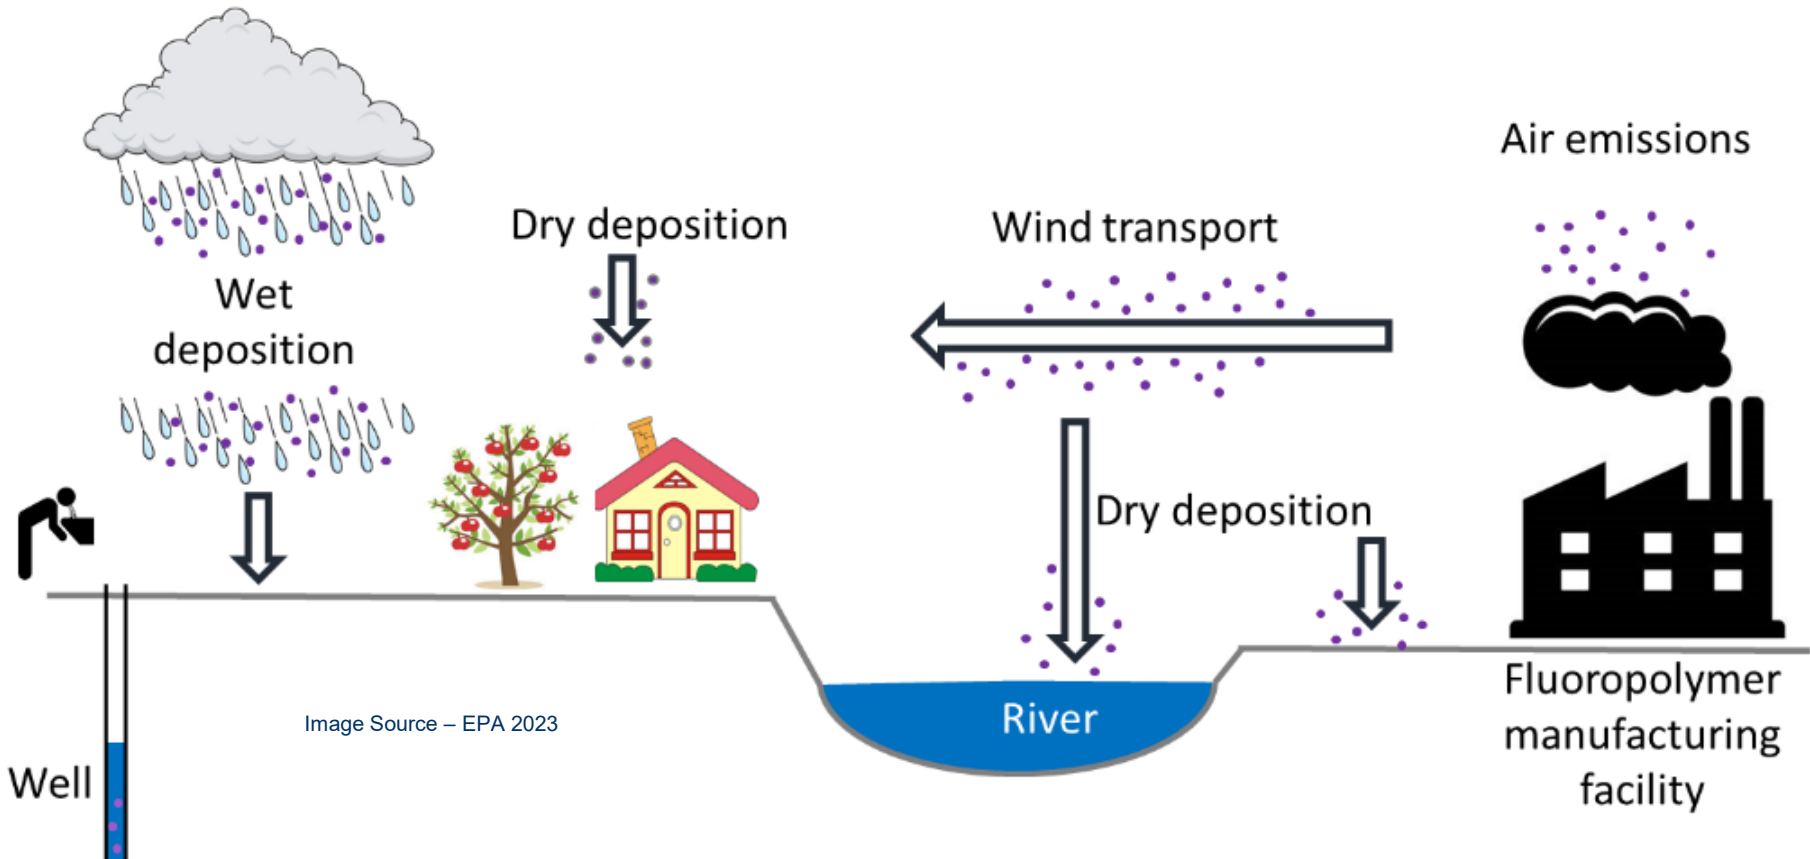 Air emissions
Dry deposition
Wind transport
Wet
deposition
Dry deposition
Fluoropolymer
manufacturing
facility
River
Image Source – EPA 2023
Well